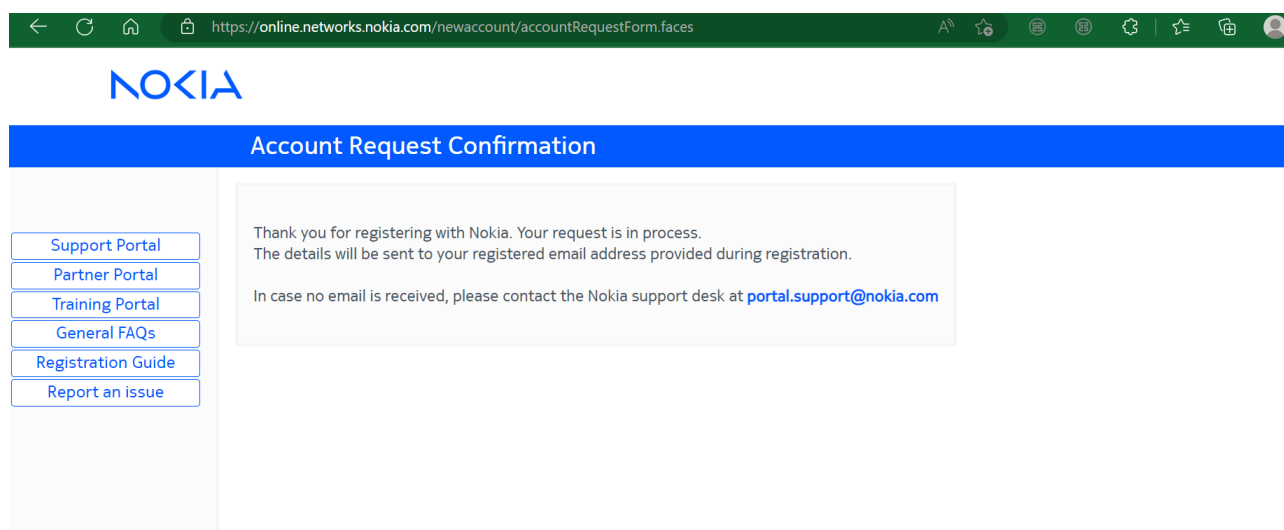 https://online.networks.nokia.com/newaccount/accountRequestForm.faces
NOKIA
Account Request Confirmation
Support Portal
Partner Portal
Training Portal
General FAQs
Registration Guide
Report an issue
Thank you for registering with Nokia. Your request is in process.
The details will be sent to your registered email address provided during registration.
In case no email is received, please contact the Nokia support desk at portal.support@nokia.com